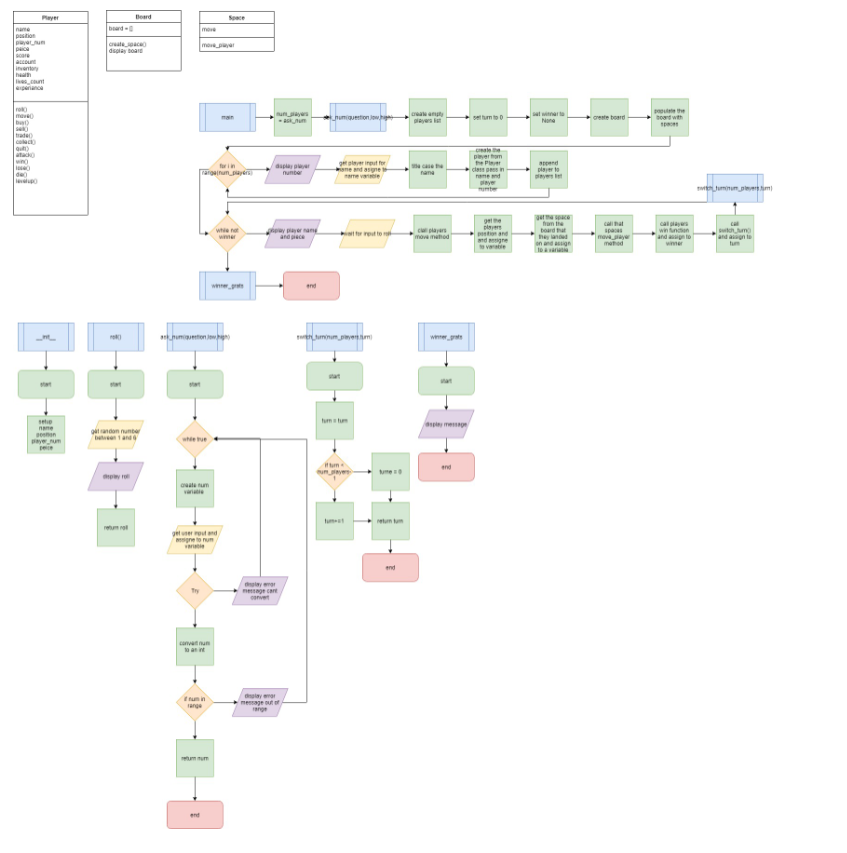 Player
name
position
player_num
peice
score
account
inventory
health
lives_count
experiance
roll()
move()
buy()
sell()
trade()
collect()
quit()
attack()
win()
lose()
die()
levelup()
Board
board = []
create_space()
display board
Space
move
move_player
main
num_players
= ask_num
ask_num(question,low,high)
create empty
players list
set turn to 0
set winner to
None
create board
populate the
board with
spaces
for i in
range(num_players)
display player
number
get player input for
name and asigne to
name variable
title case the
name
create the
player from
the Player
class pass in
name and
player
number
append
player to
players list
switch_turn(num_players,turn)
while not
winner
display player name
and piece
wait for input to roll
call players
move method
get the
players
position and
and assigne
to variable
get the space
from the
board that
they landed
on and assign
to a variable
call that
spaces
move_player
method
call players
win function
and assign to
winner
call
switch_turn()
and assign to
turn
winner_grats
end
__init__
start
setup
name
position
player_num
peice
roll()
start
get random number
between 1 and 6
display roll
return roll
ask_num(question,low,high)
start
while true
create num
variable
get user input and
assigne to num
variable
Try
display error
message cant
convert
convert num
to an int
if num in
range
display error
message out of
range
return num
end
switch_turn(num_players,turn)
start
turn = turn
if turn =
num_players-
1
turne = 0
turn+=1
return turn
end
winner_grats
start
display message
end